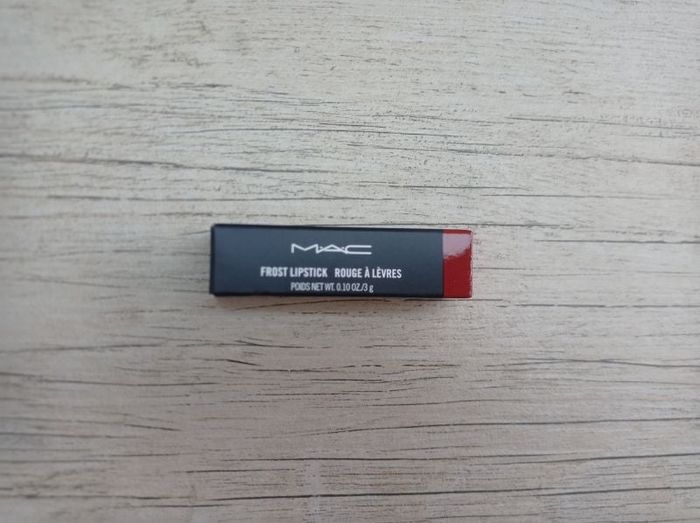 MAC
FROST LIPSTICK ROUGE À LÈVRES
POIDS NET WT. 0.10 OZ./3 g